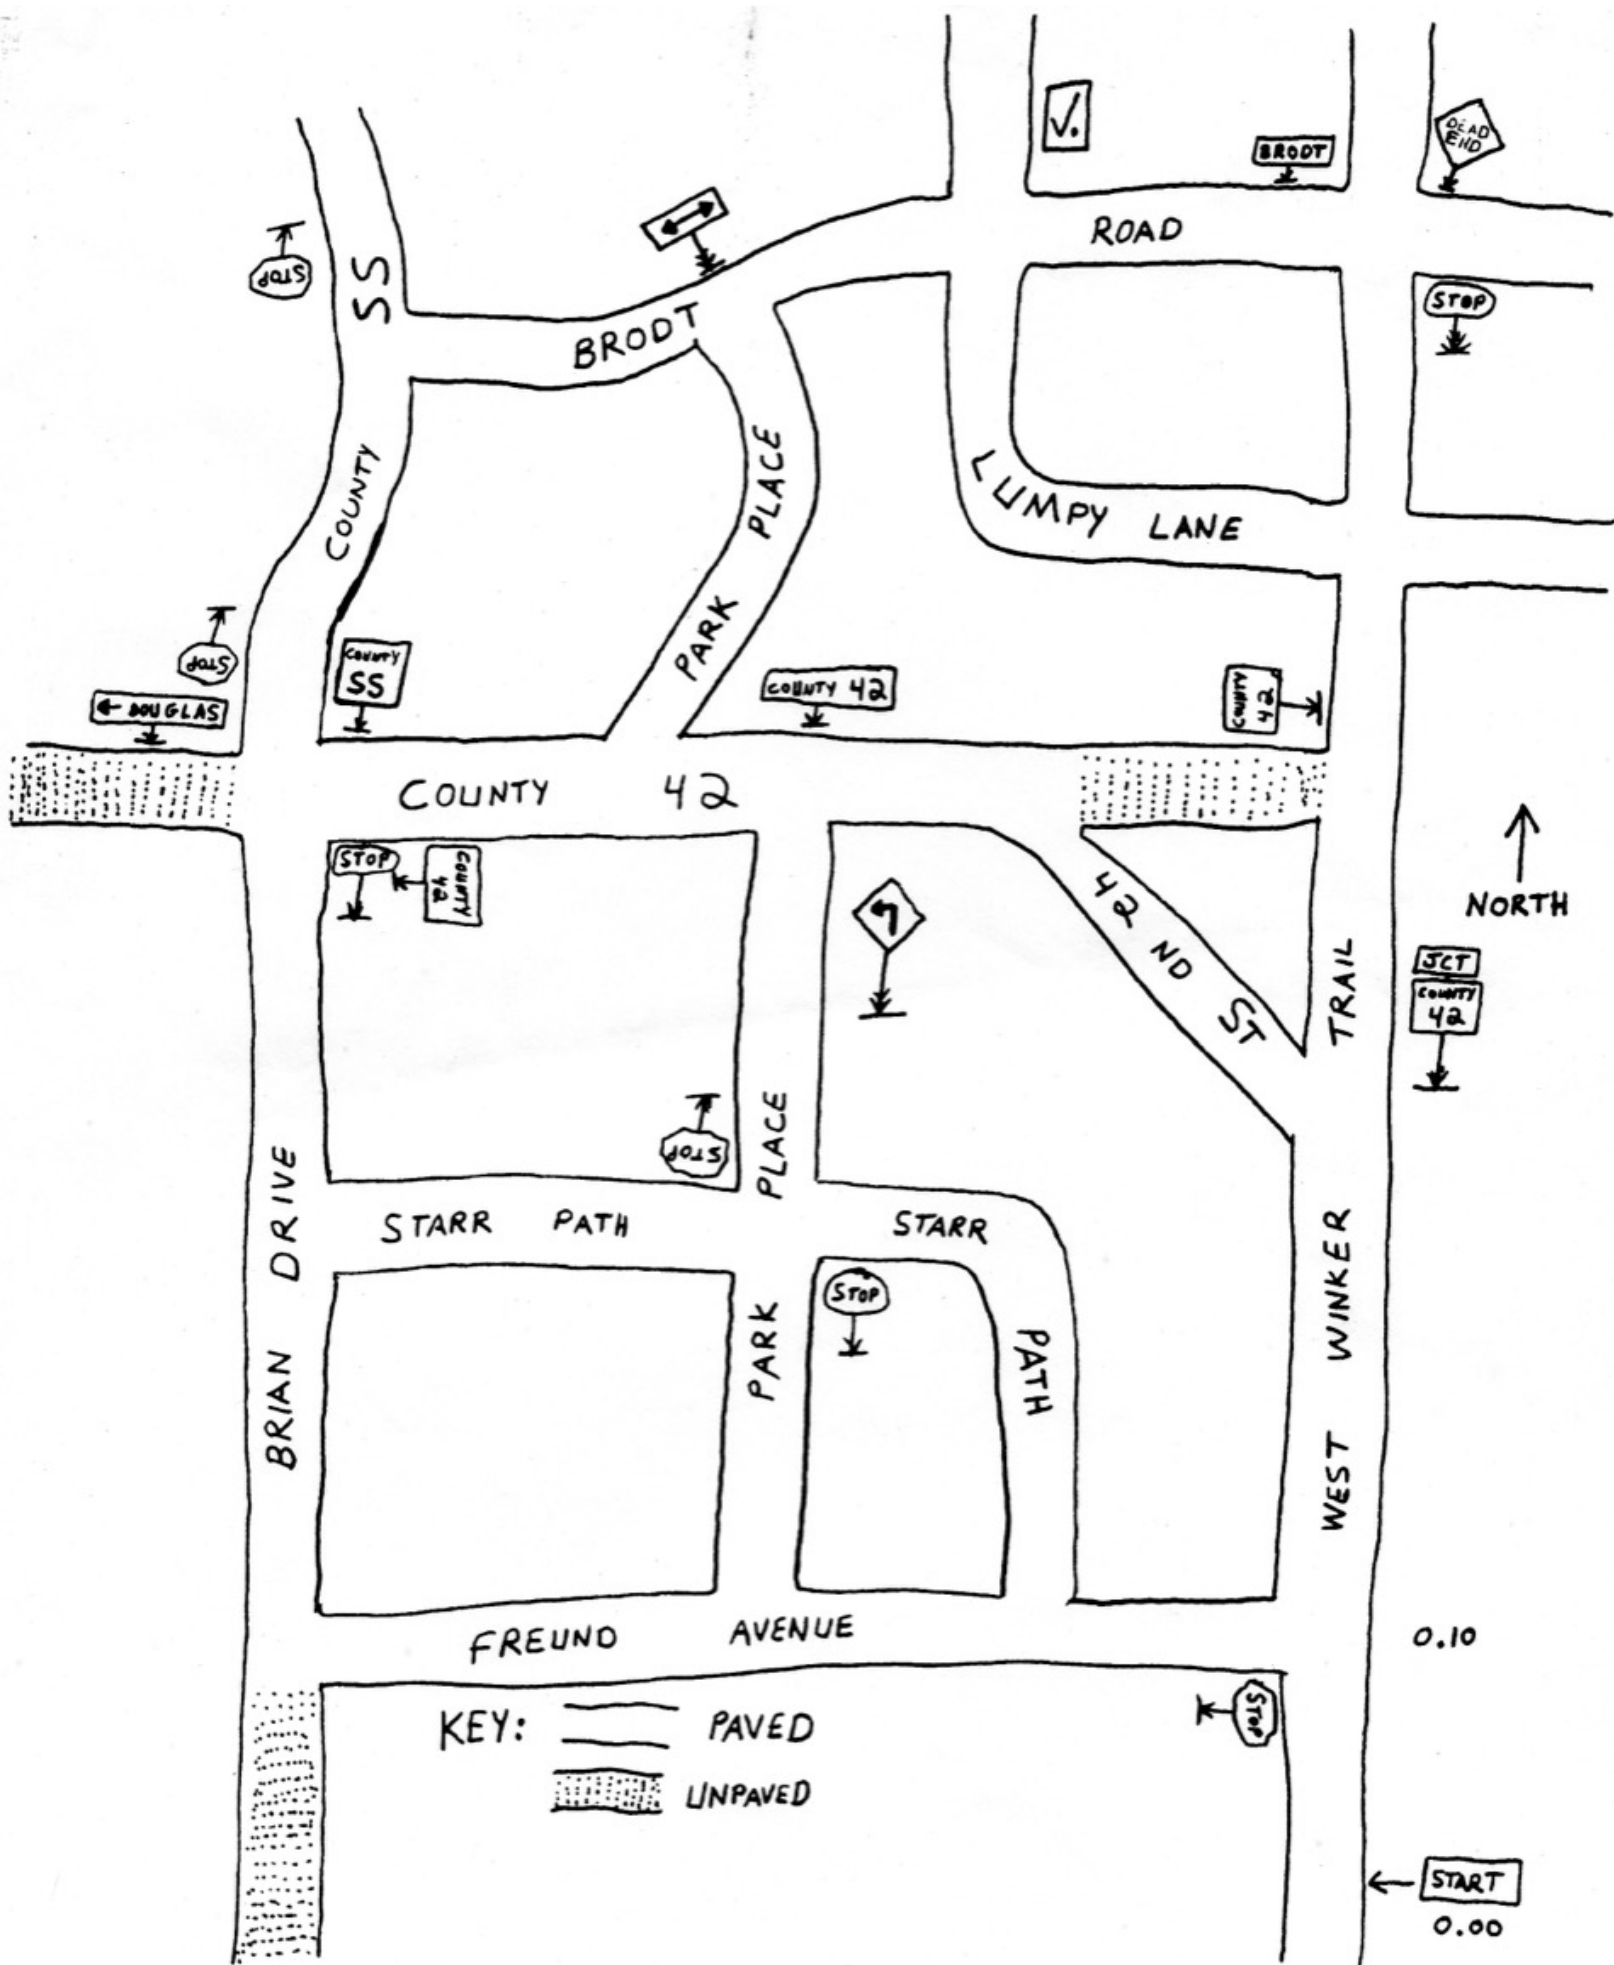 DEAD
END
BRODT
ROAD
STOP
SS
STOP
BRODT
PLACE
LUMPY LANE
COUNTY
PARK
STOP
COUNTY
SS
COUNTY 42
COUNTY
42
← DOUGLAS
COUNTY 42
STOP
COUNTY
42
42 ND ST
NORTH
JCT
COUNTY
42
TRAIL
STOP
PLACE
DRIVE
STARR PATH
STARR
WINKER
STOP
PARK
PATH
BRIAN
WEST
FREUND AVENUE
0.10
STOP
KEY:
PAVED
UNPAVED
START
0.00